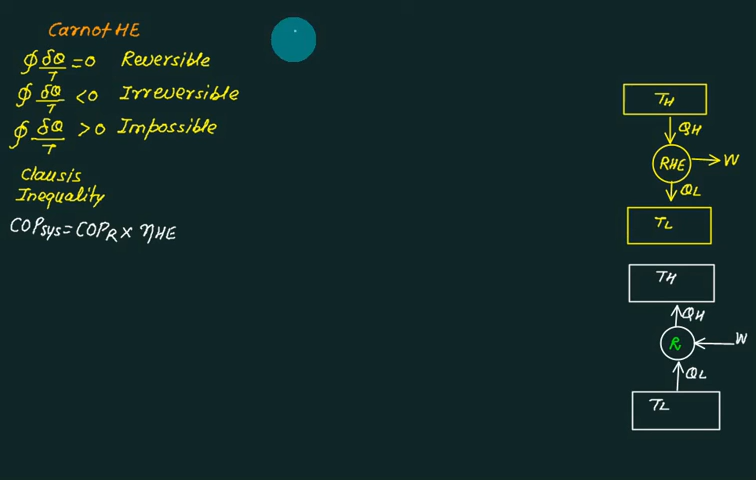 Carnot HE
∮ δQ/T = 0 Reversible
∮ δQ/T < 0 Irreversible
∮ δQ/T > 0 Impossible
Clausis
Inequality
COPsys = COPR × ηHE
TH
QH
RHE W
QL
TL
TH
QH
R W
QL
TL